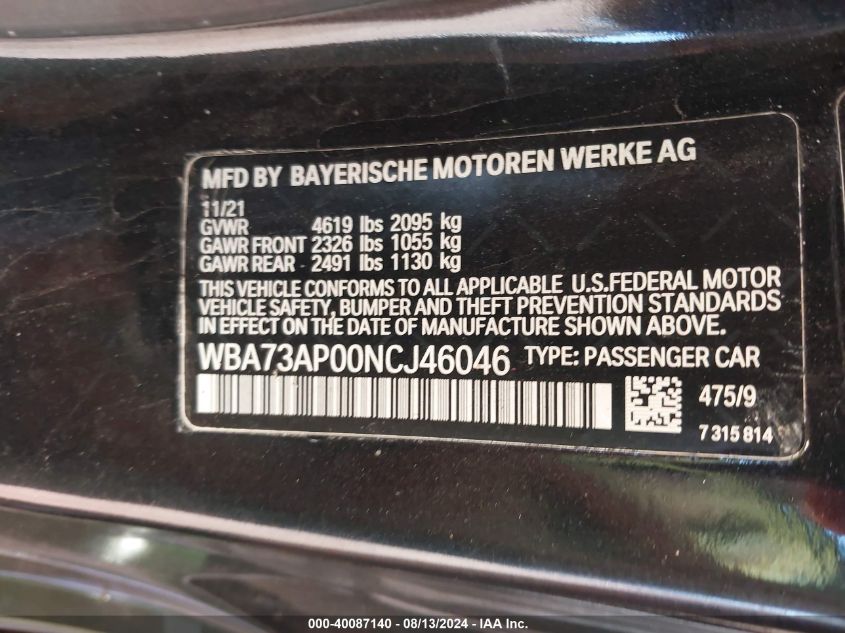 MFD BY BAYERISCHE MOTOREN WERKE AG
11/21
GVWR 4619 lbs 2095 kg
GAWR FRONT 2326 lbs 1055 kg
GAWR REAR 2491 lbs 1130 kg
THIS VEHICLE CONFORMS TO ALL APPLICABLE U.S.FEDERAL MOTOR
VEHICLE SAFETY, BUMPER AND THEFT PREVENTION STANDARDS
IN EFFECT ON THE DATE OF MANUFACTURE SHOWN ABOVE.
WBA73AP00NCJ46046 TYPE: PASSENGER CAR
475/9
7 315 814
000-40087140 - 08/13/2024 - IAA Inc.